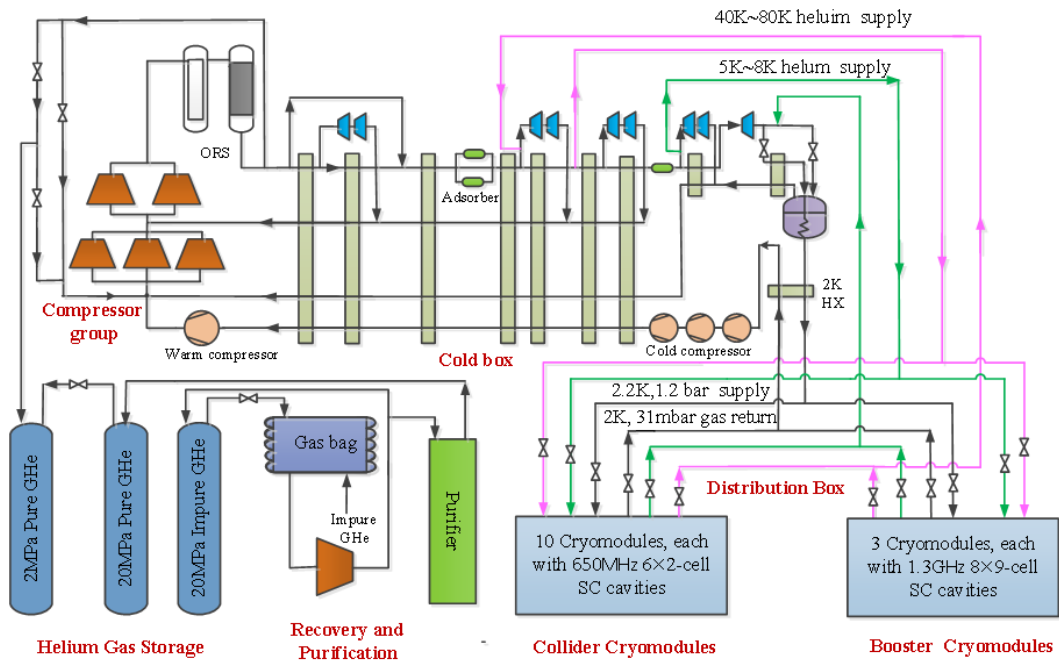 40K~80K heluim supply
5K~8K helum supply
ORS
Adsorber
2K
HX
Compressor
group
Warm compressor
Cold box
Cold compressor
2.2K,1.2 bar supply
2K, 31mbar gas return
Distribution Box
2MPa Pure GHe
20MPa Pure GHe
20MPa Impure GHe
Gas bag
Impure
GHe
Purifier
10 Cryomodules, each
with 650MHz 6×2-cell
SC cavities
3 Cryomodules, each
with 1.3GHz 8×9-cell
SC cavities
Helium Gas Storage
Recovery and
Purification
Collider Cryomodules
Booster Cryomodules